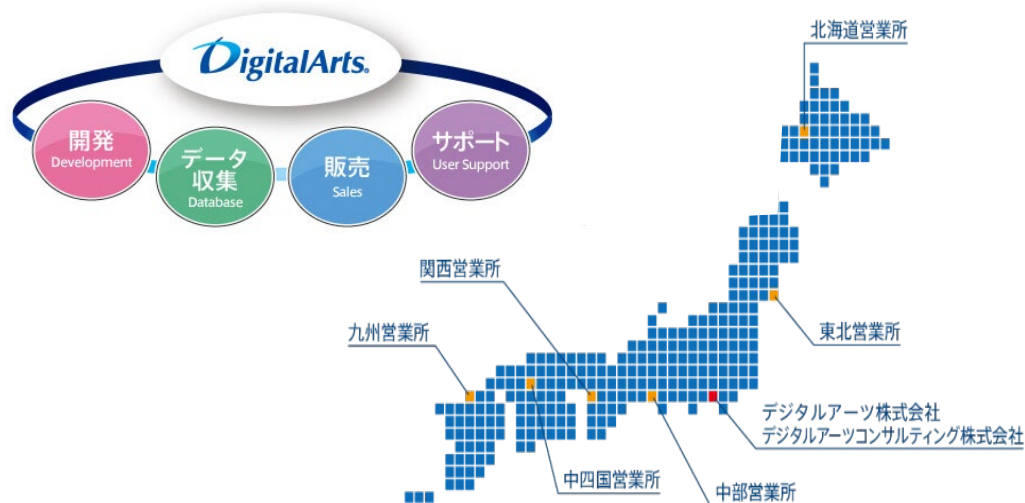 DigitalArts.
開発
Development
データ
収集
Database
販売
Sales
サポート
User Support
北海道営業所
関西営業所
九州営業所
東北営業所
デジタルアーツ株式会社
デジタルアーツコンサルティング株式会社
中四国営業所
中部営業所